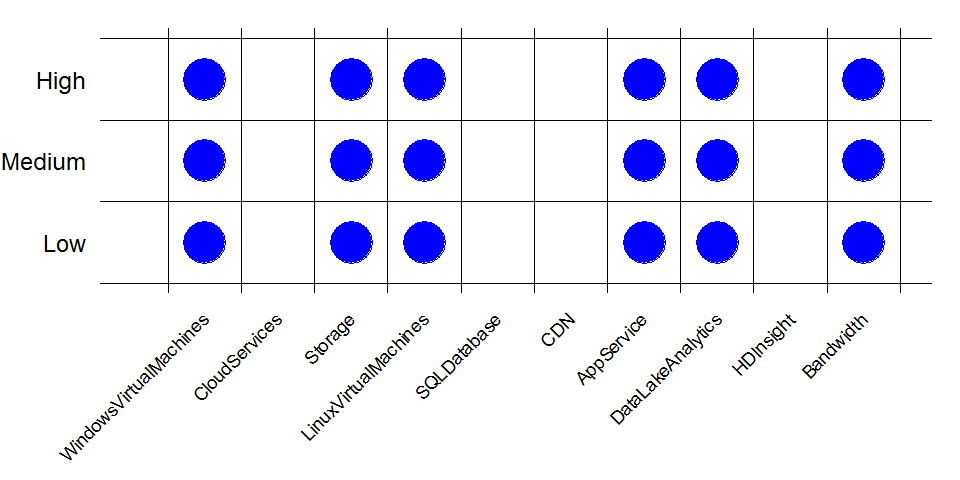 High
Medium
Low
WindowsVirtualMachines
CloudServices
Storage
LinuxVirtualMachines
SQLDatabase
CDN
AppService
DataLakeAnalytics
HDInsight
Bandwidth